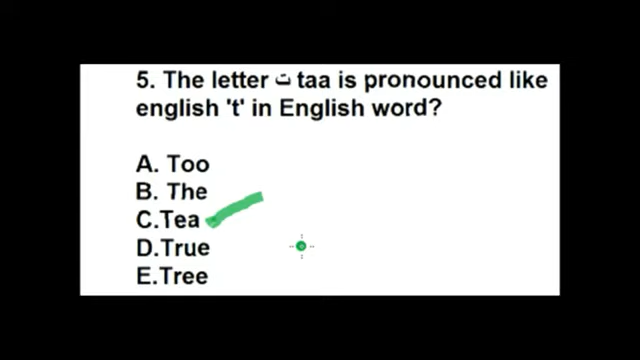 5. The letter ت taa is pronounced like
english 't' in English word?
A. Too
B. The
C.Tea
D.True
E.Tree